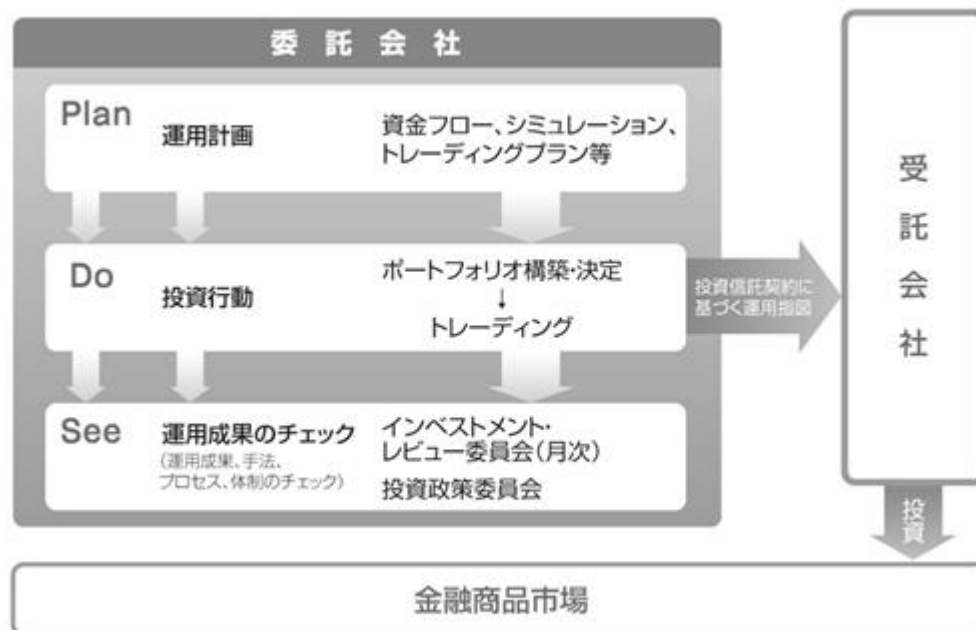 委託会社
Plan
運用計画
資金フロー、シミュレーション、
トレーディングプラン等
Do
投資行動
ポートフォリオ構築・決定
↓
トレーディング
See
運用成果のチェック
(運用成果、手法、
プロセス、体制のチェック)
インベストメント・
レビュー委員会(月次)
投資政策委員会
投資信託契約に
基づく運用指図
受託会社
投資
金融商品市場